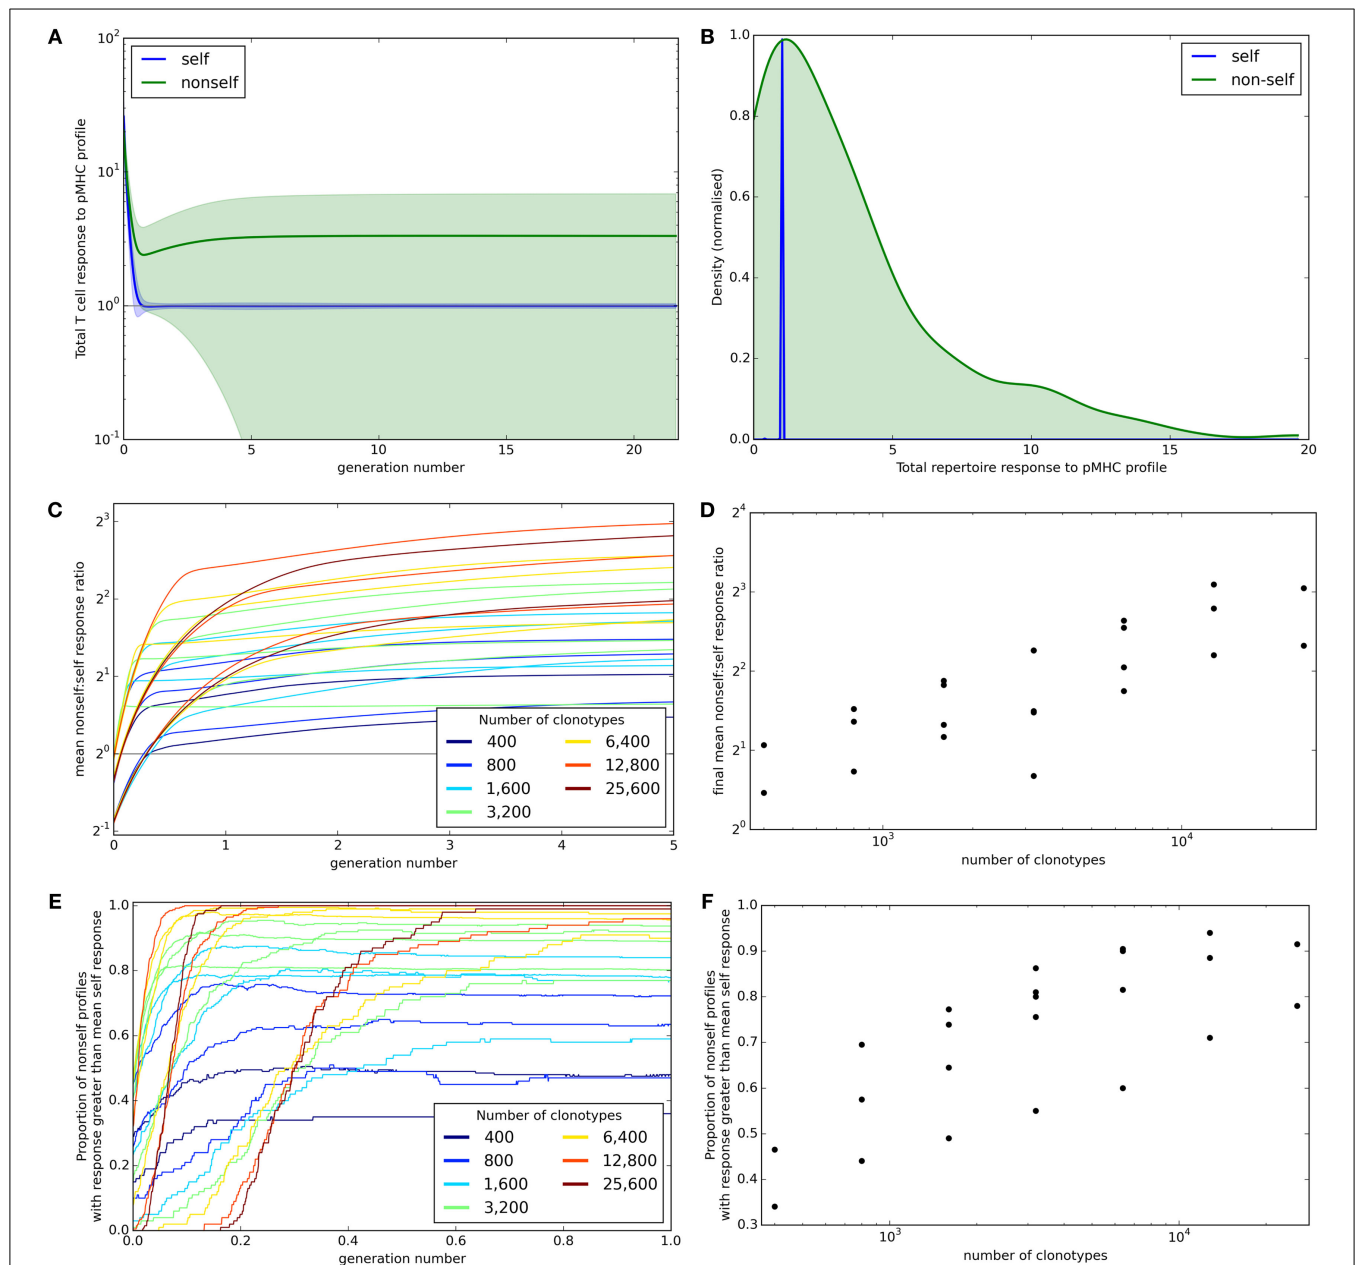 A
Total T cell response to pMHC profile
10^2
10^1
10^0
10^-1
self
nonself
0 5 10 15 20
generation number
B
Density (normalised)
1.0
0.8
0.6
0.4
0.2
0.0
self
non-self
0 5 10 15 20
Total repertoire response to pMHC profile
C
mean nonself:self response ratio
2^3
2^2
2^1
2^0
2^-1
Number of clonotypes
400 6,400
800 12,800
1,600 25,600
3,200
0 1 2 3 4 5
generation number
D
final mean nonself:self response ratio
2^4
2^3
2^2
2^1
2^0
10^3 10^4
number of clonotypes
E
Proportion of nonself profiles
with response greater than mean self response
1.0
0.8
0.6
0.4
0.2
0.0
Number of clonotypes
400 6,400
800 12,800
1,600 25,600
3,200
0.0 0.2 0.4 0.6 0.8 1.0
generation number
F
Proportion of nonself profiles
with response greater than mean self response
1.0
0.9
0.8
0.7
0.6
0.5
0.4
0.3
10^3 10^4
number of clonotypes